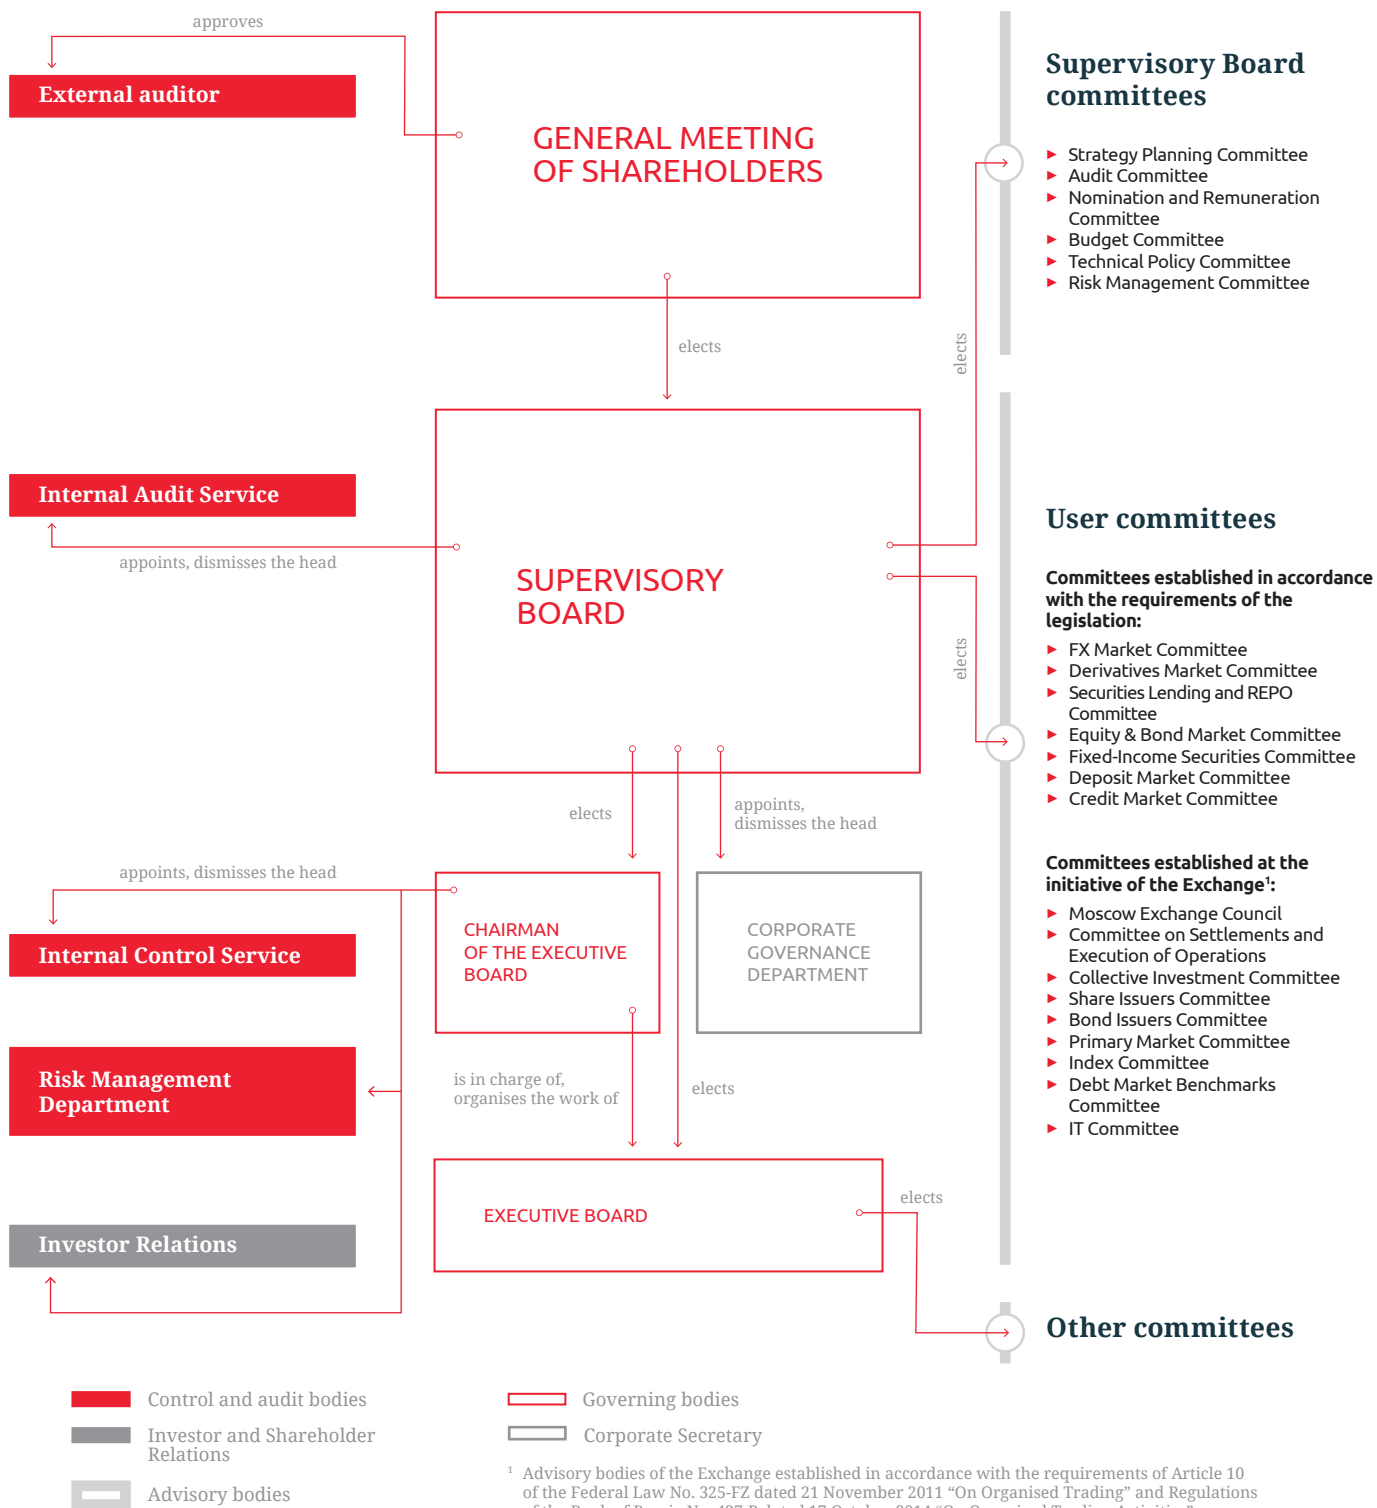 approves
External auditor
GENERAL MEETING
OF SHAREHOLDERS
elects
Supervisory Board
committees
► Strategy Planning Committee
► Audit Committee
► Nomination and Remuneration
Committee
► Budget Committee
► Technical Policy Committee
► Risk Management Committee
elects
Internal Audit Service
appoints, dismisses the head
SUPERVISORY
BOARD
elects
User committees
Committees established in accordance
with the requirements of the
legislation:
► FX Market Committee
► Derivatives Market Committee
► Securities Lending and REPO
Committee
► Equity & Bond Market Committee
► Fixed-Income Securities Committee
► Deposit Market Committee
► Credit Market Committee
Committees established at the
initiative of the Exchange¹:
► Moscow Exchange Council
► Committee on Settlements and
Execution of Operations
► Collective Investment Committee
► Share Issuers Committee
► Bond Issuers Committee
► Primary Market Committee
► Index Committee
► Debt Market Benchmarks
Committee
► IT Committee
elects
appoints,
dismisses the head
appoints, dismisses the head
Internal Control Service
CHAIRMAN
OF THE EXECUTIVE
BOARD
CORPORATE
GOVERNANCE
DEPARTMENT
Risk Management
Department
is in charge of,
organises the work of
elects
Investor Relations
EXECUTIVE BOARD
elects
Other committees
Control and audit bodies
Investor and Shareholder
Relations
Advisory bodies
Governing bodies
Corporate Secretary
¹ Advisory bodies of the Exchange established in accordance with the requirements of Article 10
of the Federal Law No. 325-FZ dated 21 November 2011 “On Organised Trading” and Regulations